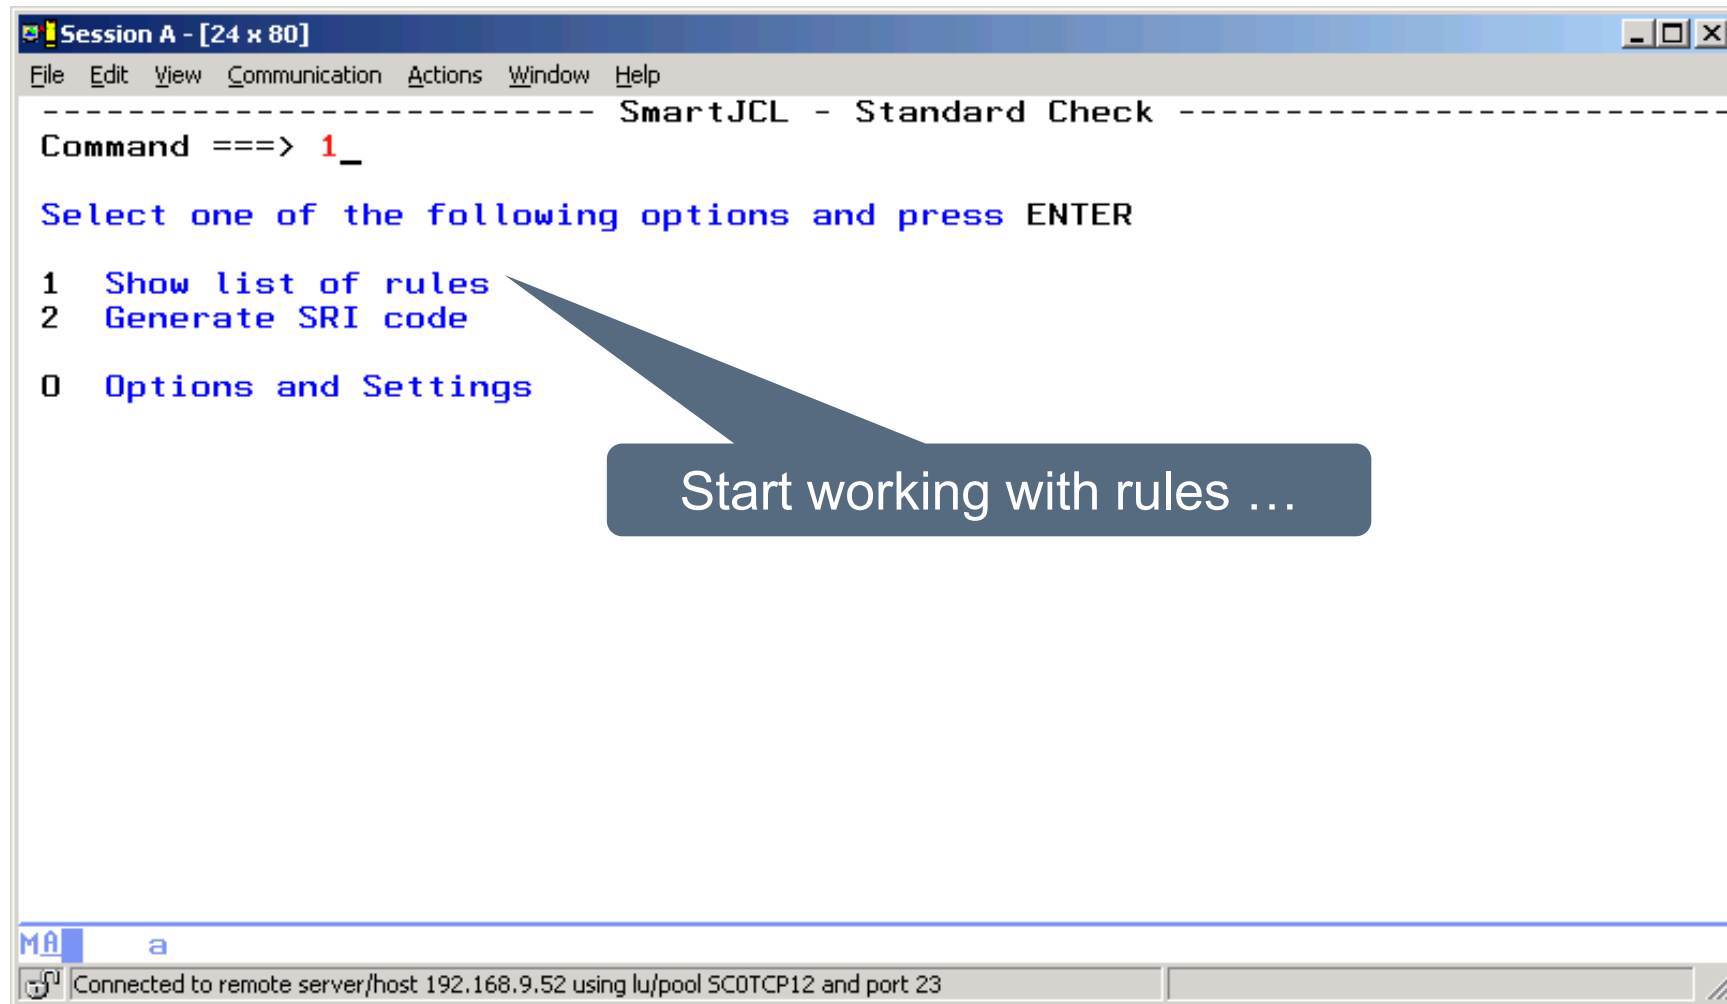 Session A - [24 x 80]
File Edit View Communication Actions Window Help
-------------------------- SmartJCL - Standard Check --------------------------
Command ===> 1_
Select one of the following options and press ENTER
1 Show list of rules
2 Generate SRI code
O Options and Settings
Start working with rules …
MA a
Connected to remote server/host 192.168.9.52 using lu/pool SC0TCP12 and port 23